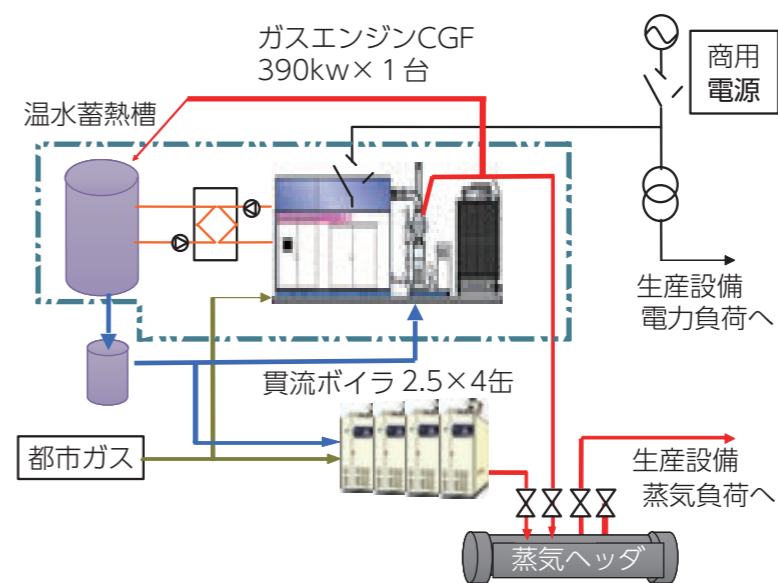 ガスエンジンCGF
390kw×1台
商用
電源
温水蓄熱槽
生産設備
電力負荷へ
貫流ボイラ 2.5×4缶
都市ガス
生産設備
蒸気負荷へ
蒸気ヘッダ